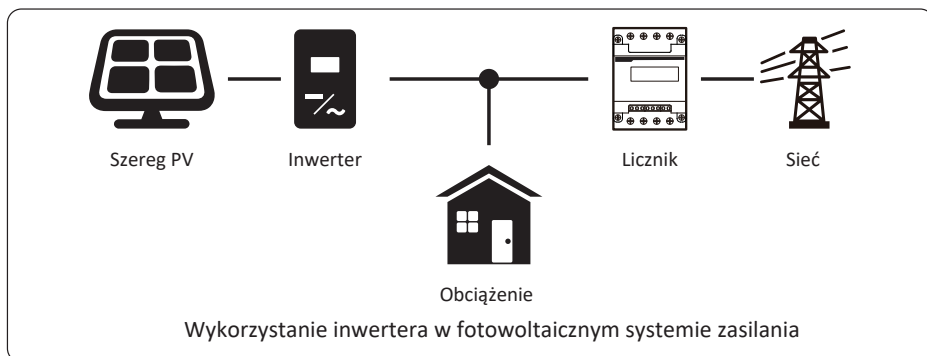 Szereg PV
Inwerter
Licznik
Sieć
Obciążenie
Wykorzystanie inwertera w fotowoltaicznym systemie zasilania